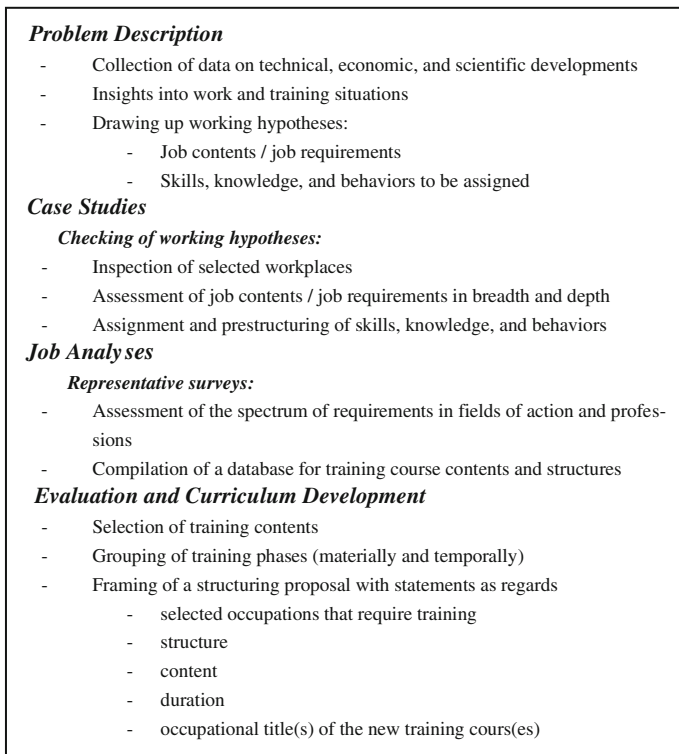 Problem Description
- Collection of data on technical, economic, and scientific developments
- Insights into work and training situations
- Drawing up working hypotheses:
- Job contents / job requirements
- Skills, knowledge, and behaviors to be assigned
Case Studies
Checking of working hypotheses:
- Inspection of selected workplaces
- Assessment of job contents / job requirements in breadth and depth
- Assignment and prestructuring of skills, knowledge, and behaviors
Job Analyses
Representative surveys:
- Assessment of the spectrum of requirements in fields of action and profes-
sions
- Compilation of a database for training course contents and structures
Evaluation and Curriculum Development
- Selection of training contents
- Grouping of training phases (materially and temporally)
- Framing of a structuring proposal with statements as regards
- selected occupations that require training
- structure
- content
- duration
- occupational title(s) of the new training cours(es)